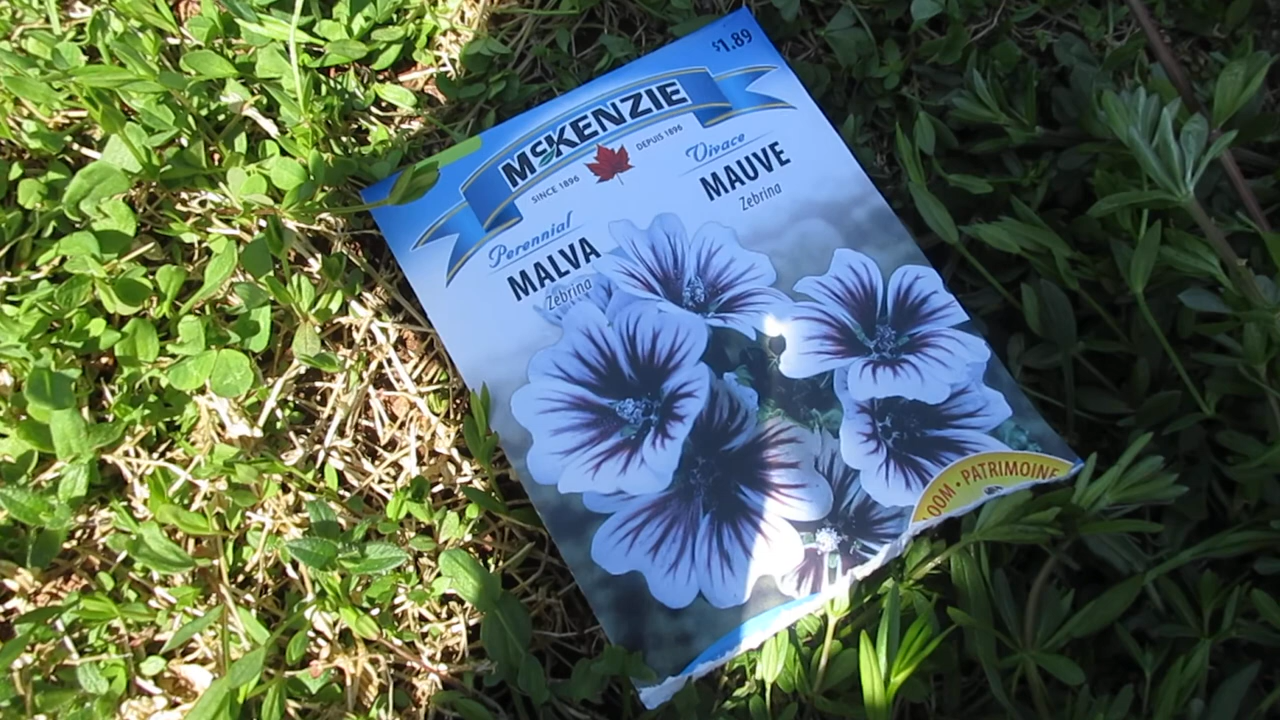 $1.89
McKENZIE
SINCE 1896
DEPUIS 1896
Perennial
MALVA
Zebrina
Vivace
MAUVE
Zebrina
OOM • PATRIMOINE